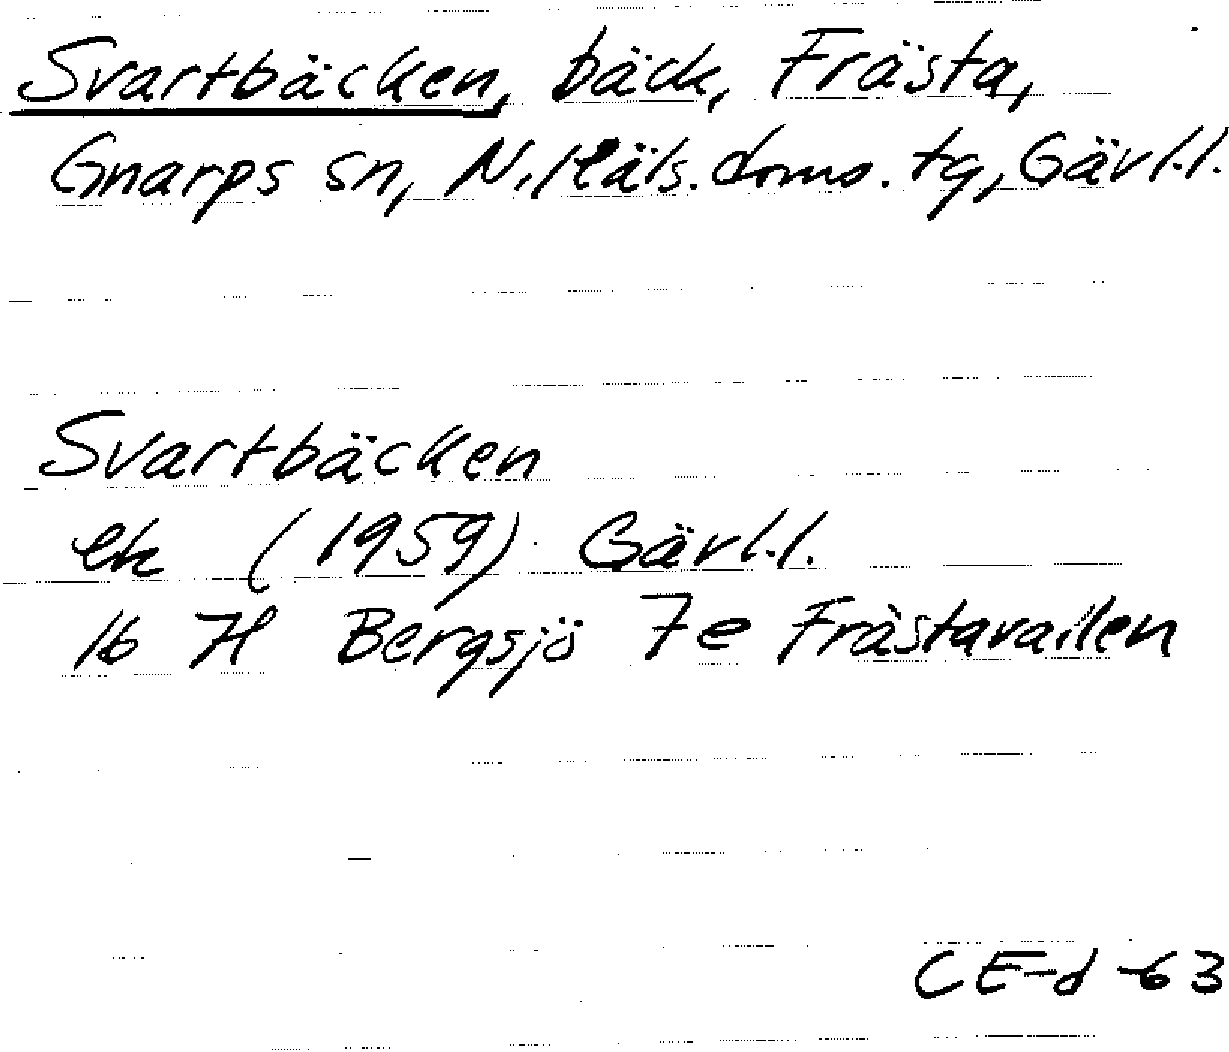 Svartbäcken, bäck, Frästa,
Gnarps sn, N. Häls. doms. tg, Gävl.l.
Svartbäcken
ek (1959) Gävl.l.
16 H Bergsjö 7e Frästavallen
CE-d -63